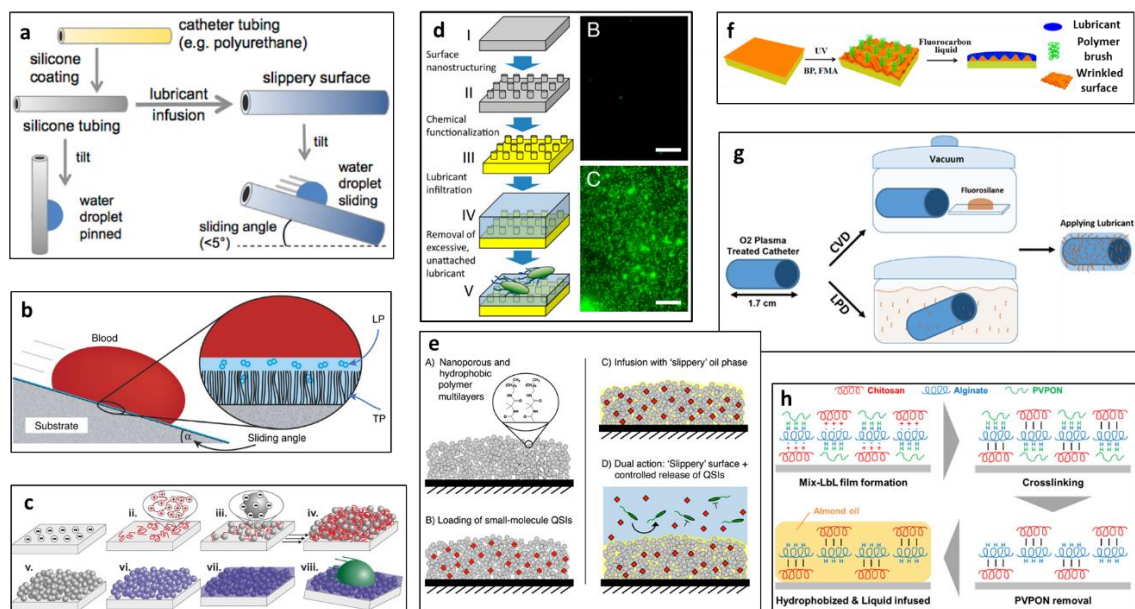 a
catheter tubing
(e.g. polyurethane)
silicone
coating
slippery surface
lubricant
infusion
silicone tubing
tilt
tilt
water
droplet
pinned
water
droplet
sliding
sliding angle
(<5°)
b
Blood
LP
TP
Substrate
α
Sliding angle
c
ii.
iii.
iv.
v.
vi.
vii.
viii.
d
I
Surface
nanostructuring
II
Chemical
functionalization
III
Lubricant
infiltration
IV
Removal of
excessive,
unattached
lubricant
V
B
C
e
A) Nanoporous and
hydrophobic
polymer
multilayers
B) Loading of small-molecule QSIs
C) Infusion with 'slippery' oil phase
D) Dual action: 'Slippery' surface +
controlled release of QSIs
f
UV
BP, FMA
Fluorocarbon
liquid
Lubricant
Polymer
brush
Wrinkled
surface
g
Vacuum
Fluorosilane
O2 Plasma
Treated Catheter
1.7 cm
CVD
LPD
Applying Lubricant
h
Chitosan
Alginate
PVPON
Mix-LbL film formation
Crosslinking
Almond oil
Hydrophobized & Liquid infused
PVPON removal